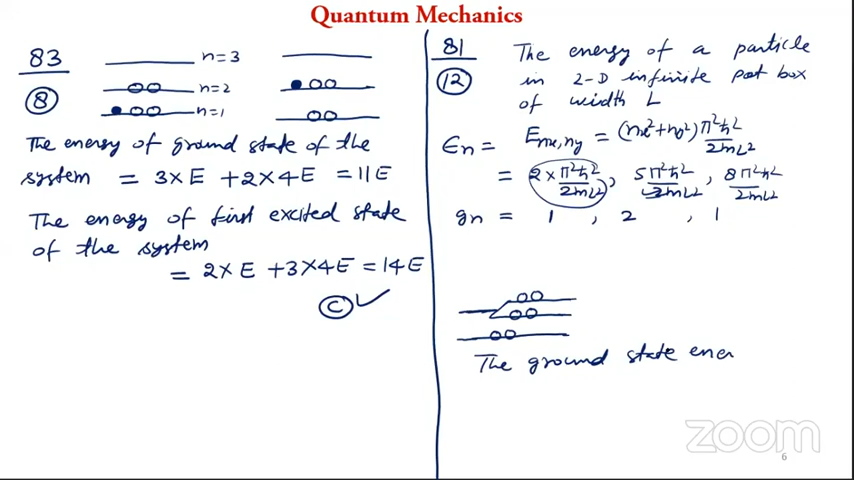 Quantum Mechanics
83
n=3
8
n=2
n=1
The energy of ground state of the
system = 3×E + 2×4E = 11E
The energy of first excited state
of the system
= 2×E + 3×4E = 14E
C
81
The energy of a particle
12
in 2-D infinite pot box
of width L
En = Enx,ny = (nx²+ny²) π²ħ²/2mL²
= 2×π²ħ²/2mL², 5π²ħ²/2mL², 8π²ħ²/2mL²
gn = 1 , 2 , 1
The ground state ener
zoom
6